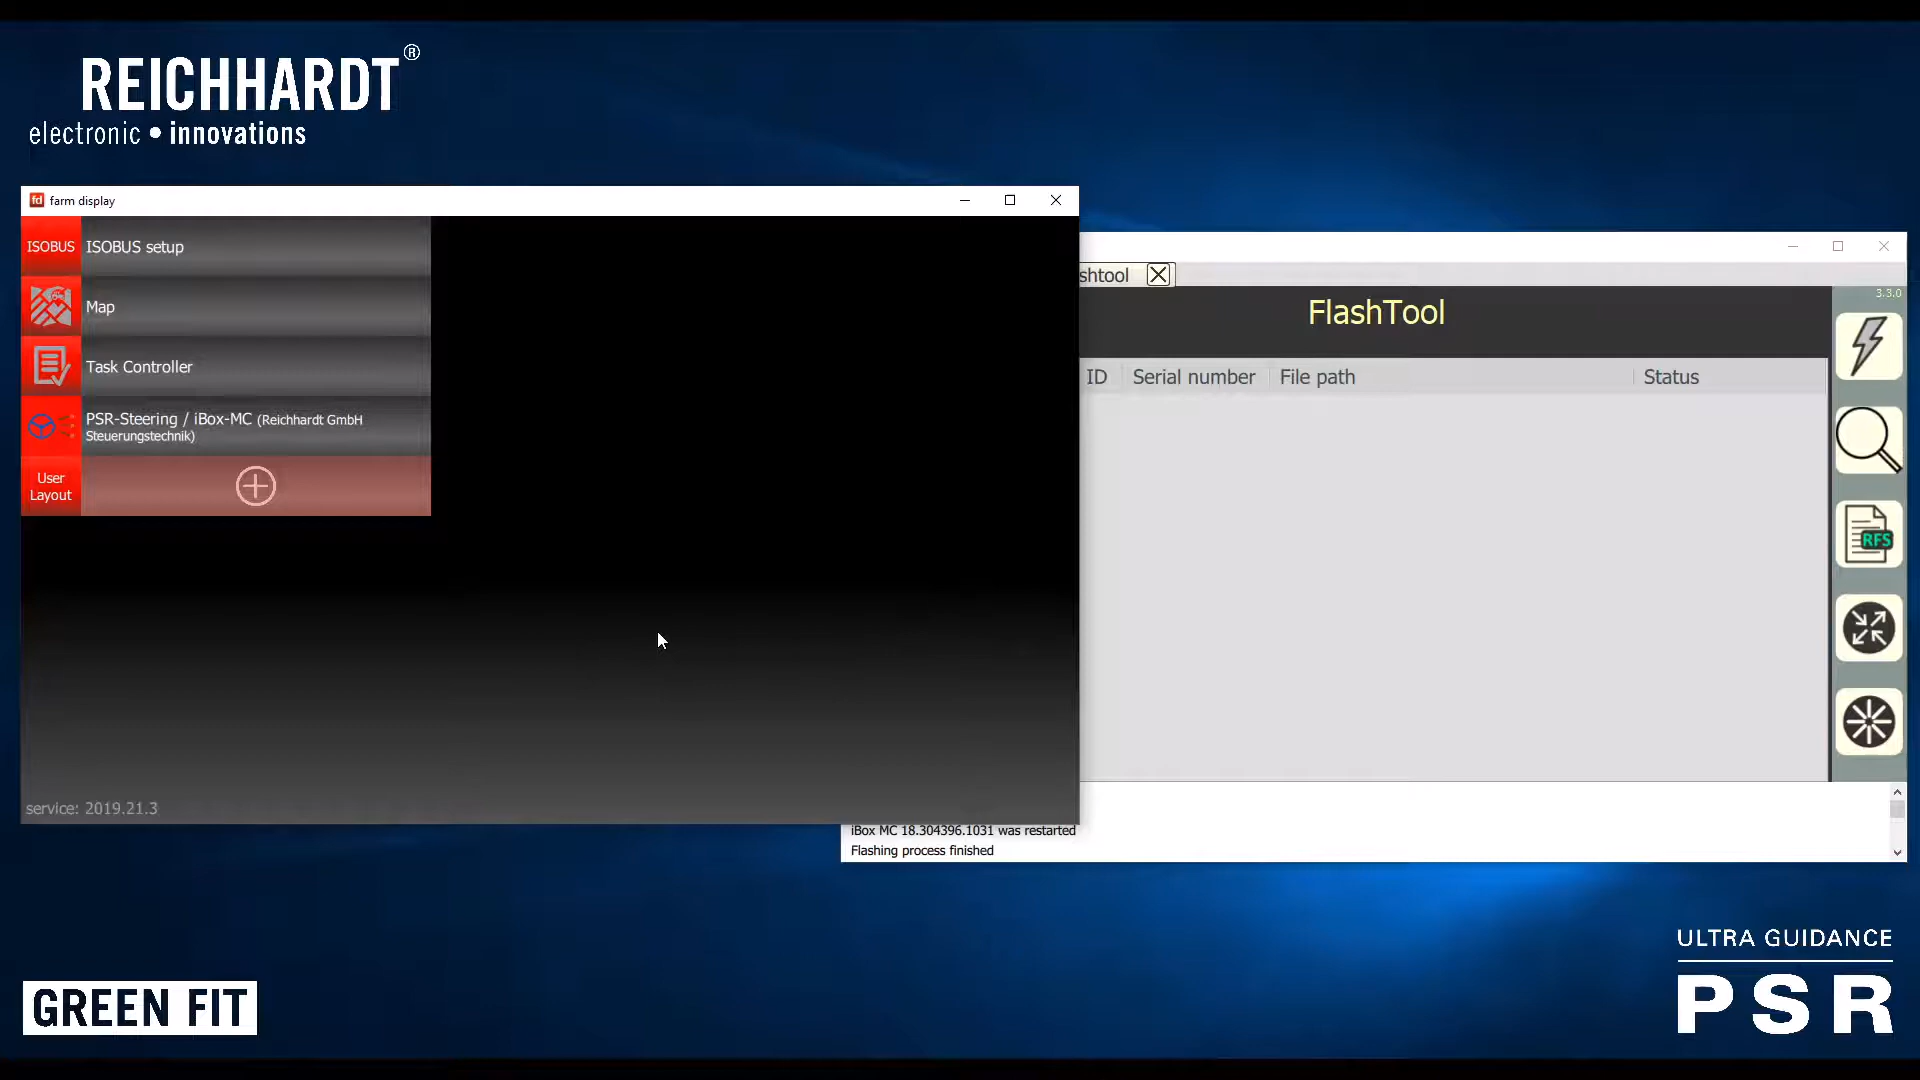 REICHHARDT®
electronic • innovations
fd farm display
ISOBUS ISOBUS setup
Map
Task Controller
PSR-Steering / iBox-MC (Reichhardt GmbH
Steuerungstechnik)
User
Layout
service: 2019.21.3
shtool
3.3.0
FlashTool
ID Serial number File path Status
RFS
iBox MC 18.304396.1031 was restarted
Flashing process finished
GREEN FIT
ULTRA GUIDANCE
PSR